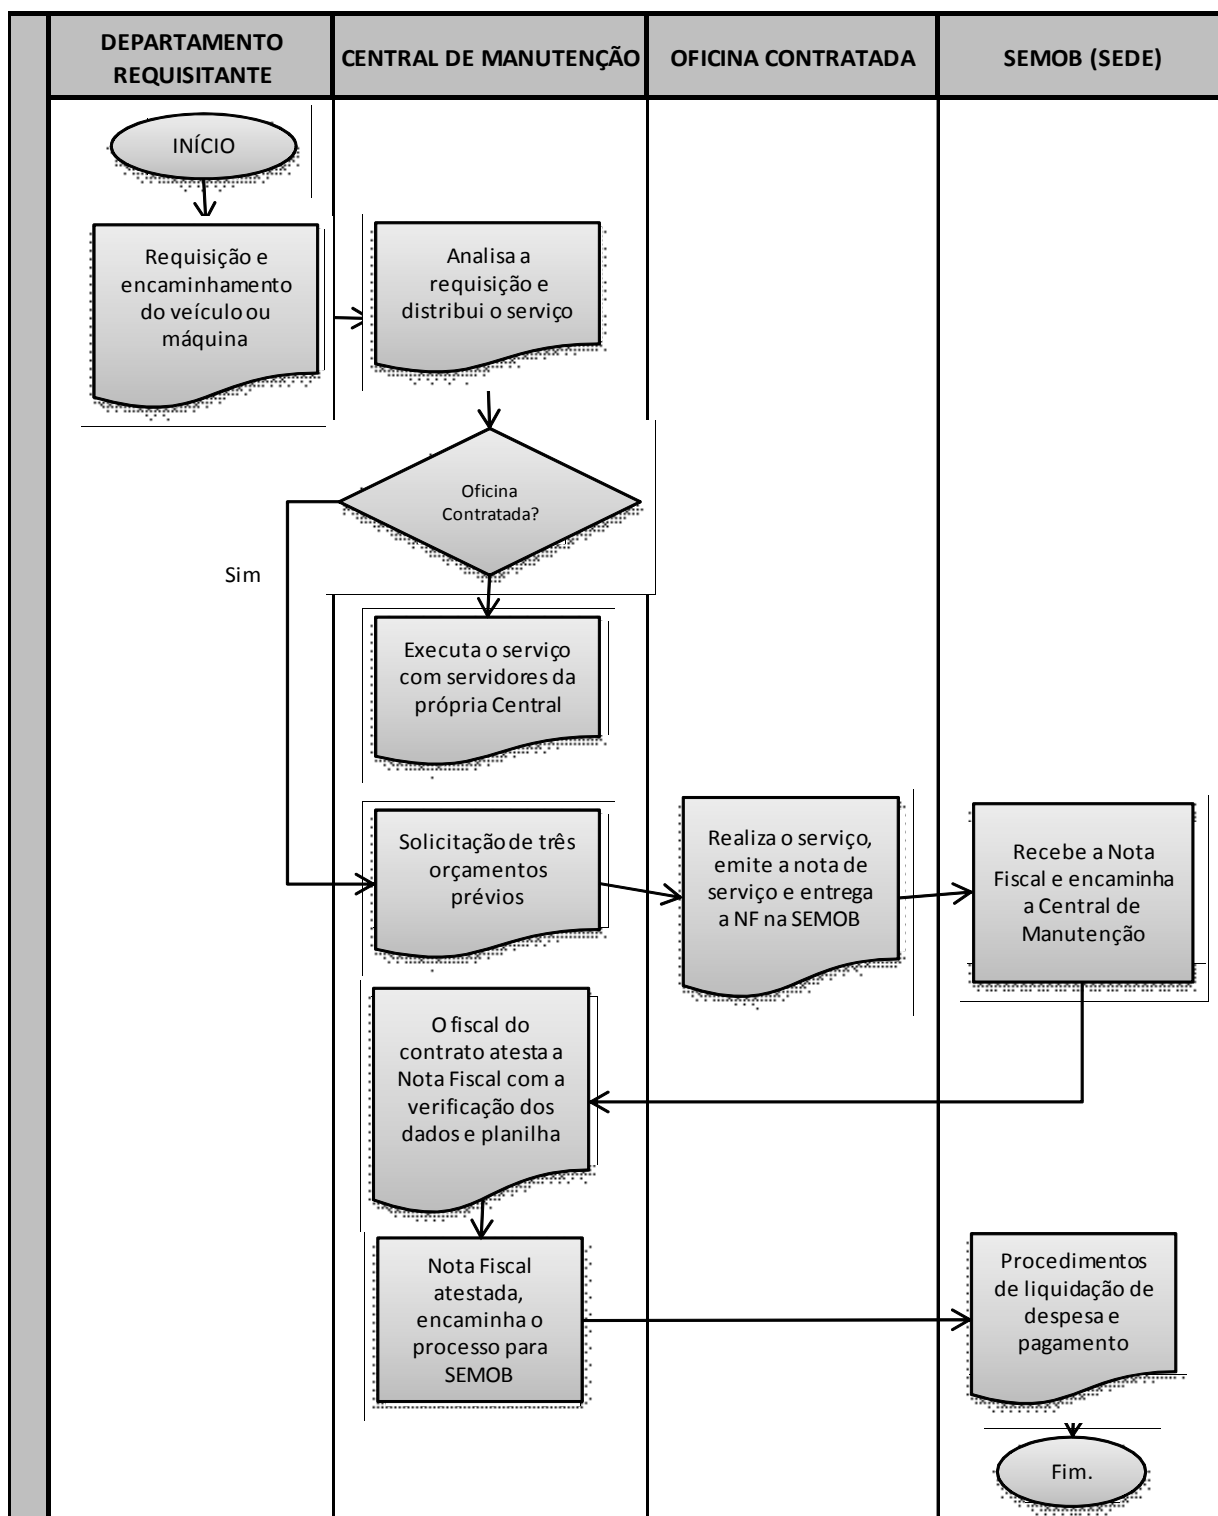 DEPARTAMENTO
REQUISITANTE
CENTRAL DE MANUTENÇÃO
OFICINA CONTRATADA
SEMOB (SEDE)
INÍCIO
Requisição e
encaminhamento
do veículo ou
máquina
Analisa a
requisição e
distribui o serviço
Oficina
Contratada?
Sim
Executa o serviço
com servidores da
própria Central
Solicitação de três
orçamentos
prévios
Realiza o serviço,
emite a nota de
serviço e entrega
a NF na SEMOB
Recebe a Nota
Fiscal e encaminha
a Central de
Manutenção
O fiscal do
contrato atesta a
Nota Fiscal com a
verificação dos
dados e planilha
Nota Fiscal
atestada,
encaminha o
processo para
SEMOB
Procedimentos
de liquidação de
despesa e
pagamento
Fim.